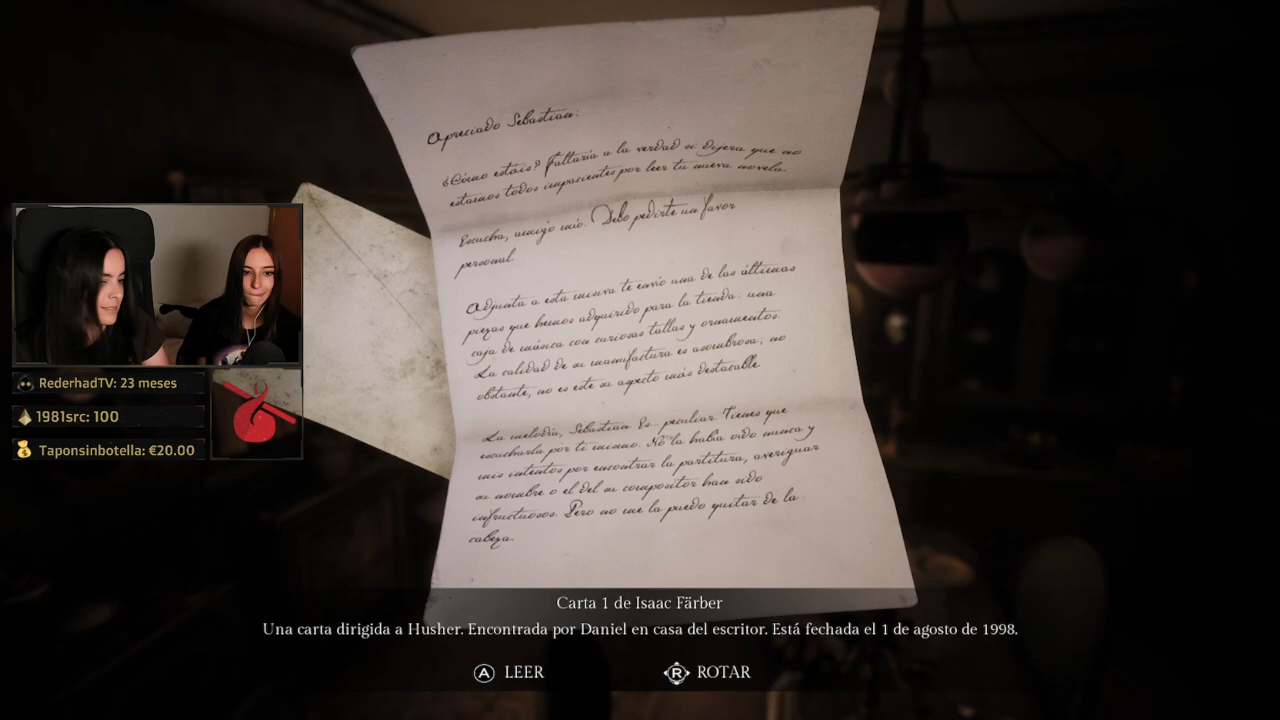 Apreciado Sebastian:
¿Cómo estáis? Faltaría a la verdad si dijera que no
estamos todos impacientes por leer tu nueva novela.
Escucha, amigo mío. Debo pedirte un favor
personal.
Adjunta a esta misiva te envío una de las últimas
piezas que hemos adquirido para la tienda: una
caja de música con curiosas tallas y ornamentos.
La calidad de su manufactura es asombrosa; no
obstante, no es este su aspecto más destacable.
La melodía, Sebastian. Es... peculiar. Tienes que
escucharla por ti mismo. No la había oído nunca y
mis intentos por encontrar la partitura, averiguar
su nombre o el del su compositor han sido
infructuosos. Pero no me la puedo quitar de la
cabeza.
RederhadTV: 23 meses
1981src: 100
Taponsinbotella: €20.00
Carta 1 de Isaac Färber
Una carta dirigida a Husher. Encontrada por Daniel en casa del escritor. Está fechada el 1 de agosto de 1998.
A LEER R ROTAR